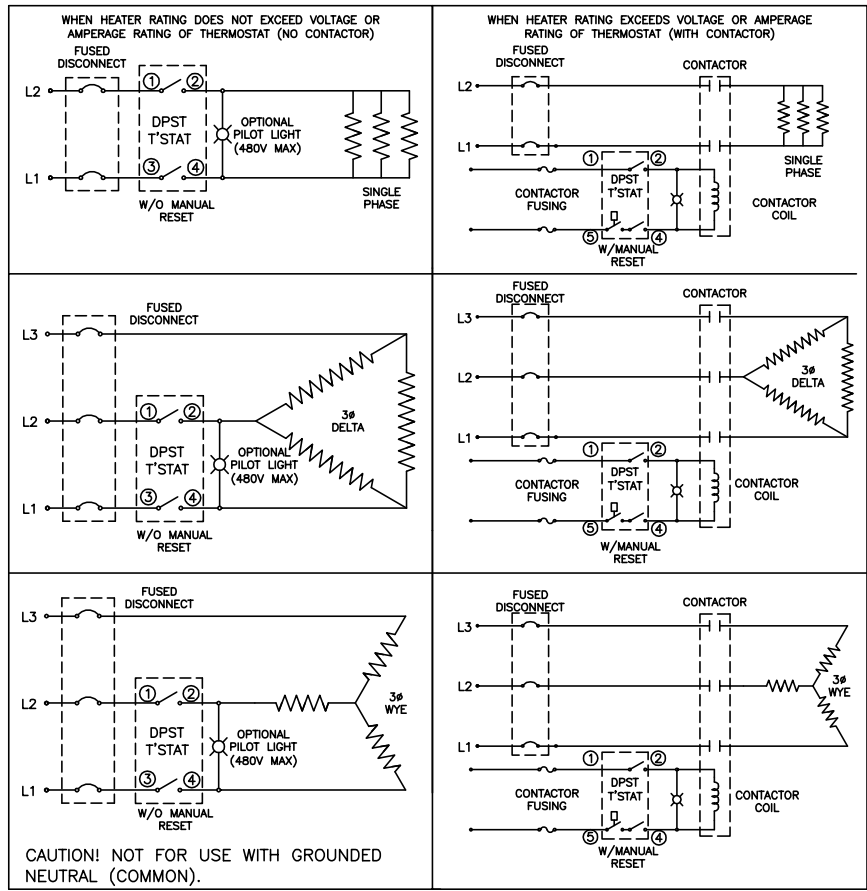 WHEN HEATER RATING DOES NOT EXCEED VOLTAGE OR
AMPERAGE RATING OF THERMOSTAT (NO CONTACTOR)
FUSED
DISCONNECT
L2
1 2
DPST
T'STAT
OPTIONAL
PILOT LIGHT
(480V MAX)
3 4
L1
W/O MANUAL
RESET
SINGLE
PHASE
WHEN HEATER RATING EXCEEDS VOLTAGE OR AMPERAGE
RATING OF THERMOSTAT (WITH CONTACTOR)
FUSED
DISCONNECT
CONTACTOR
L2
L1
1 2
DPST
T'STAT
SINGLE
PHASE
CONTACTOR
FUSING
CONTACTOR
COIL
5 4
W/MANUAL
RESET
FUSED
DISCONNECT
L3
L2
1 2
3ø
DELTA
DPST
T'STAT
OPTIONAL
PILOT LIGHT
(480V MAX)
3 4
L1
W/O MANUAL
RESET
FUSED
DISCONNECT
CONTACTOR
L3
L2
3ø
DELTA
L1
1 2
DPST
T'STAT
CONTACTOR
FUSING
CONTACTOR
COIL
5 4
W/MANUAL
RESET
FUSED
DISCONNECT
L3
L2
1 2
3ø
WYE
DPST
T'STAT
OPTIONAL
PILOT LIGHT
(480V MAX)
3 4
L1
W/O MANUAL
RESET
CAUTION! NOT FOR USE WITH GROUNDED
NEUTRAL (COMMON).
FUSED
DISCONNECT
CONTACTOR
L3
L2
3ø
WYE
L1
1 2
DPST
T'STAT
CONTACTOR
FUSING
CONTACTOR
COIL
5 4
W/MANUAL
RESET